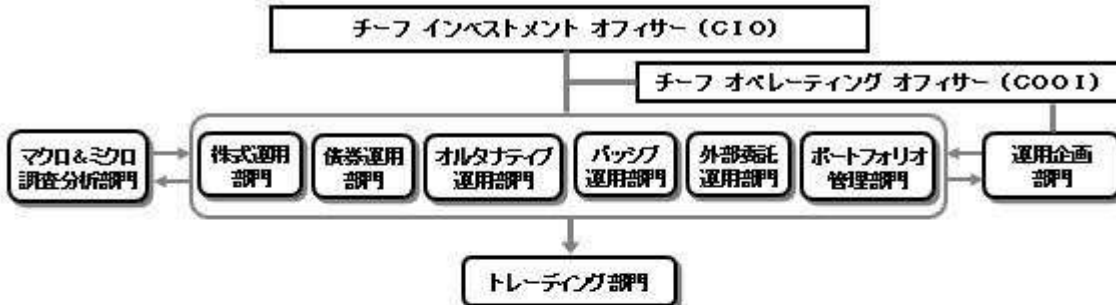 チーフ インベストメント オフィサー (CIO)
チーフ オペレーティング オフィサー (COOI)
マクロ&ミクロ
調査分析部門
株式運用
部門
債券運用
部門
オルタナティブ
運用部門
パッシブ
運用部門
外部委託
運用部門
ポートフォリオ
管理部門
運用企画
部門
トレーディング部門